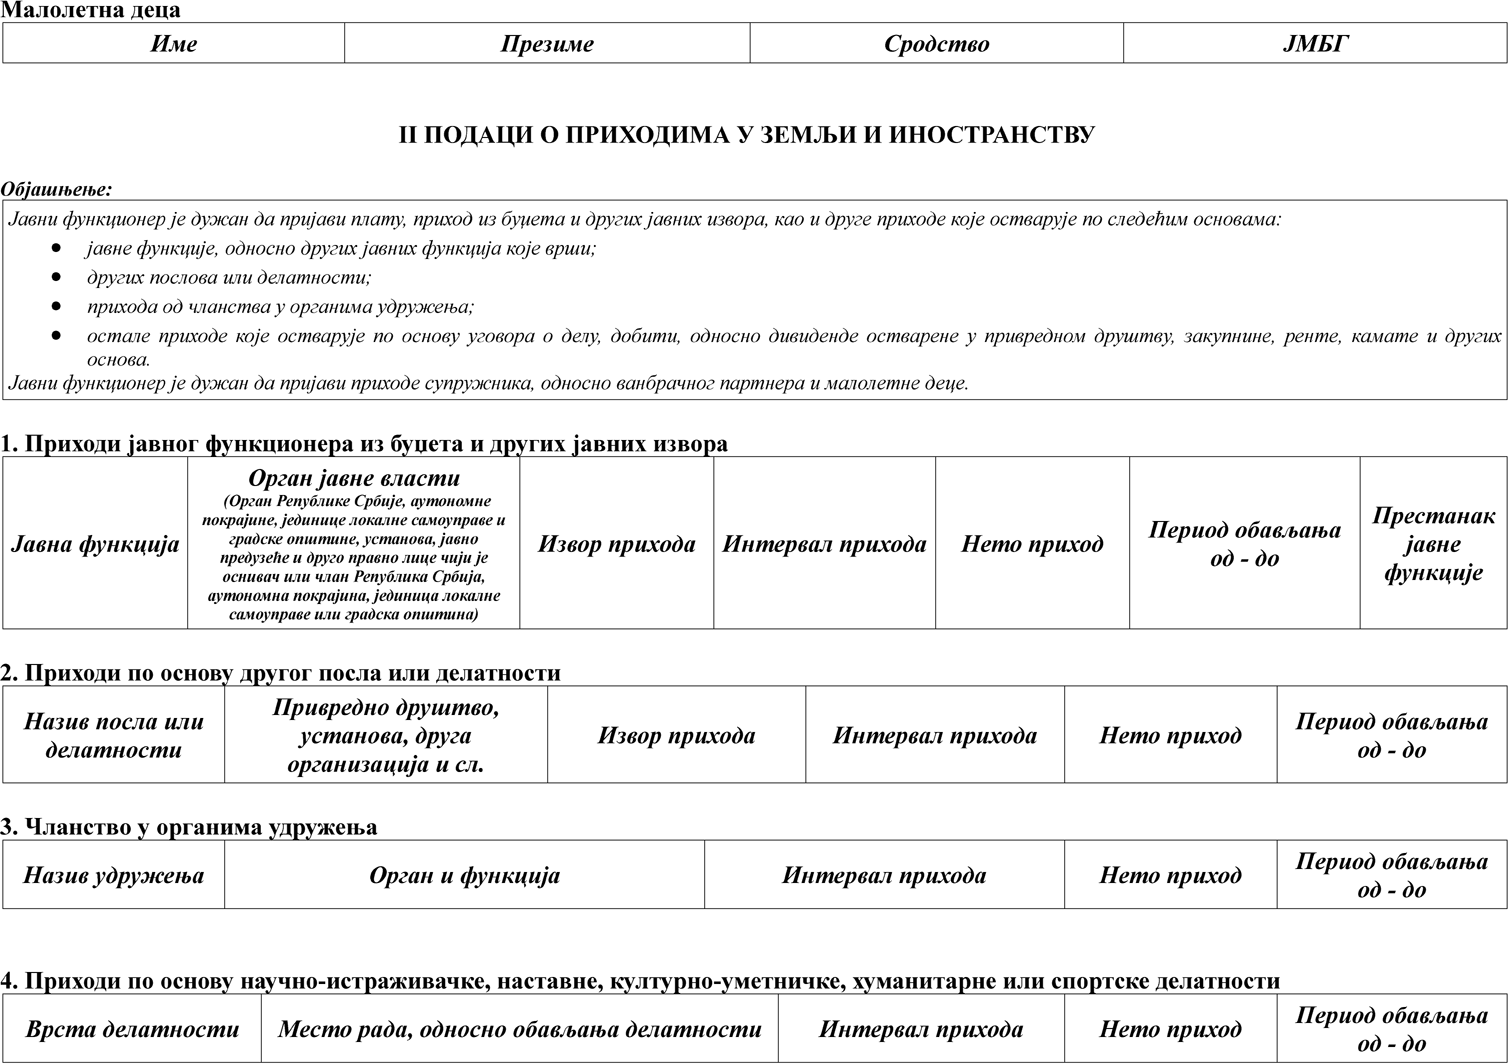 Малолетна деца
Име Презиме Сродство ЈМБГ
II ПОДАЦИ О ПРИХОДИМА У ЗЕМЉИ И ИНОСТРАНСТВУ
Објашњење:
Јавни функционер је дужан да пријави плату, приход из буџета и других јавних извора, као и друге приходе које остварује по следећим основама:
● јавне функције, односно других јавних функција које врши;
● других послова или делатности;
● прихода од чланства у органима удружења;
● остале приходе које остварује по основу уговора о делу, добити, односно дивиденде остварене у привредном друштву, закупнине, ренте, камате и других
основа.
Јавни функционер је дужан да пријави приходе супружника, односно ванбрачног партнера и малолетне деце.
1. Приходи јавног функционера из буџета и других јавних извора
Јавна функција
Орган јавне власти
(Орган Републике Србије, аутономне
покрајине, јединице локалне самоуправе и
градске општине, установа, јавно
предузеће и друго правно лице чији је
оснивач или члан Република Србија,
аутономна покрајина, јединица локалне
самоуправе или градска општина)
Извор прихода
Интервал прихода
Нето приход
Период обављања
од - до
Престанак
јавне
функције
2. Приходи по основу другог посла или делатности
Назив посла или
делатности
Привредно друштво,
установа, друга
организација и сл.
Извор прихода
Интервал прихода
Нето приход
Период обављања
од - до
3. Чланство у органима удружења
Назив удружења
Орган и функција
Интервал прихода
Нето приход
Период обављања
од - до
4. Приходи по основу научно-истраживачке, наставне, културно-уметничке, хуманитарне или спортске делатности
Врста делатности
Место рада, односно обављања делатности
Интервал прихода
Нето приход
Период обављања
од - до